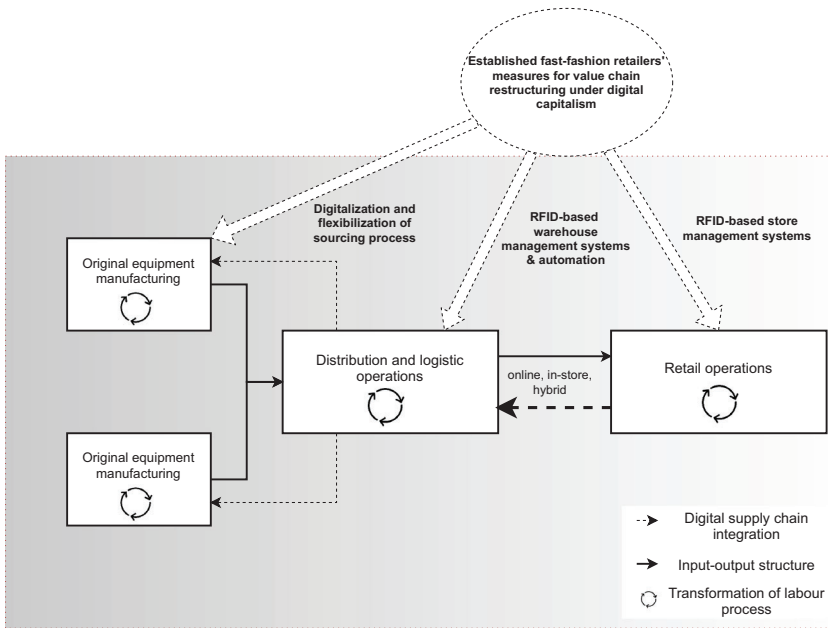 Established fast-fashion retailers'
measures for value chain
restructuring under digital
capitalism
Digitalization and
flexibilization of
sourcing process
RFID-based
warehouse
management systems
& automation
RFID-based store
management systems
Original equipment
manufacturing
Distribution and logistic
operations
online, in-store,
hybrid
Retail operations
Original equipment
manufacturing
Digital supply chain
integration
Input-output structure
Transformation of labour
process